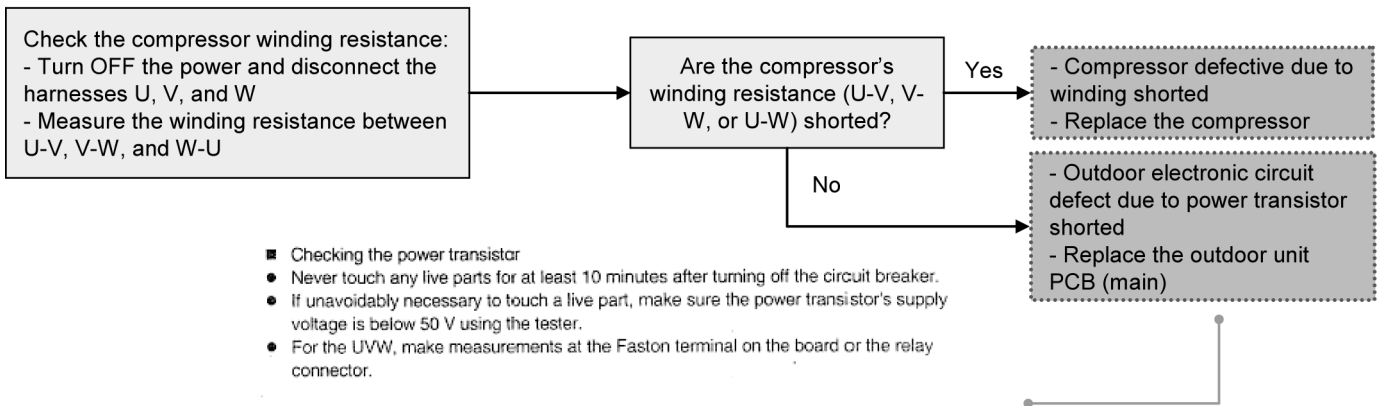 Check the compressor winding resistance:
- Turn OFF the power and disconnect the
harnesses U, V, and W
- Measure the winding resistance between
U-V, V-W, and W-U
Are the compressor's
winding resistance (U-V, V-
W, or U-W) shorted?
Yes
- Compressor defective due to
winding shorted
- Replace the compressor
No
- Outdoor electronic circuit
defect due to power transistor
shorted
- Replace the outdoor unit
PCB (main)
■ Checking the power transistor
● Never touch any live parts for at least 10 minutes after turning off the circuit breaker.
● If unavoidably necessary to touch a live part, make sure the power transistor's supply
voltage is below 50 V using the tester.
● For the UVW, make measurements at the Faston terminal on the board or the relay
connector.